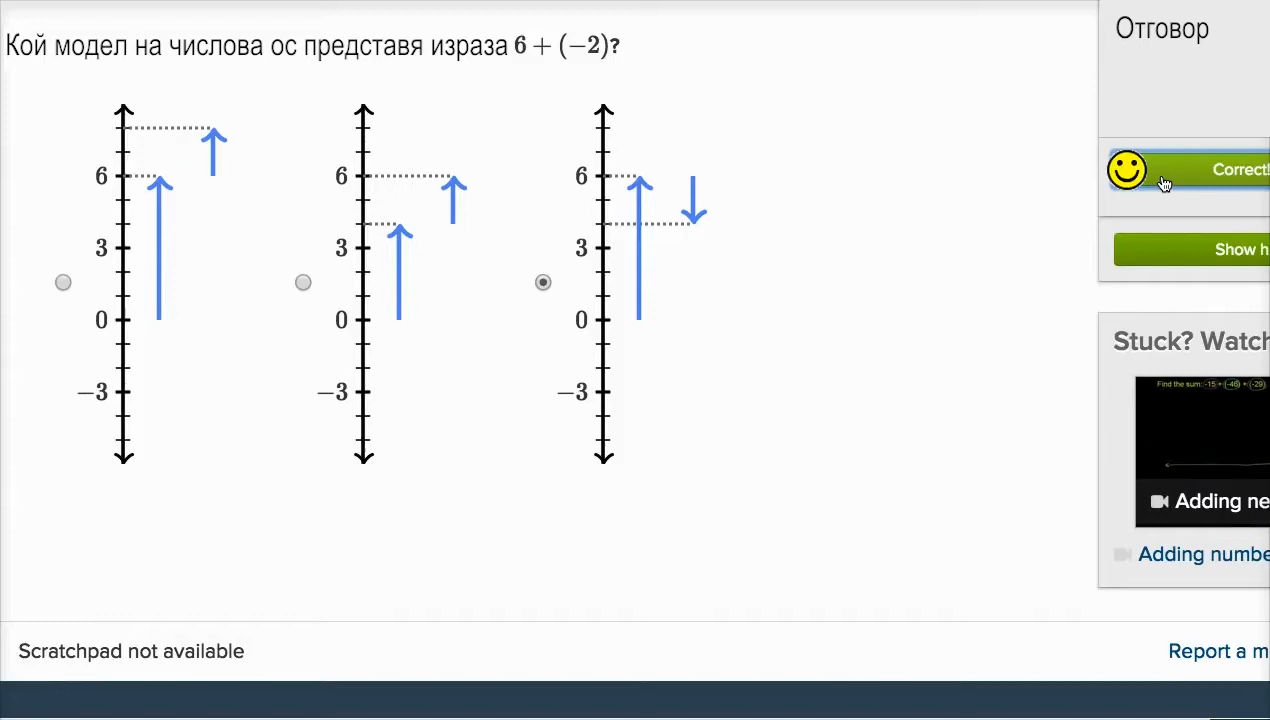 Кой модел на числова ос представя израза 6 + (−2)?
6
3
0
−3
6
3
0
−3
6
3
0
−3
Отговор
Correct!
Show h
Stuck? Watch
Find the sum: -15 + (-46) + (-29)
Adding ne
Adding numbe
Scratchpad not available
Report a m